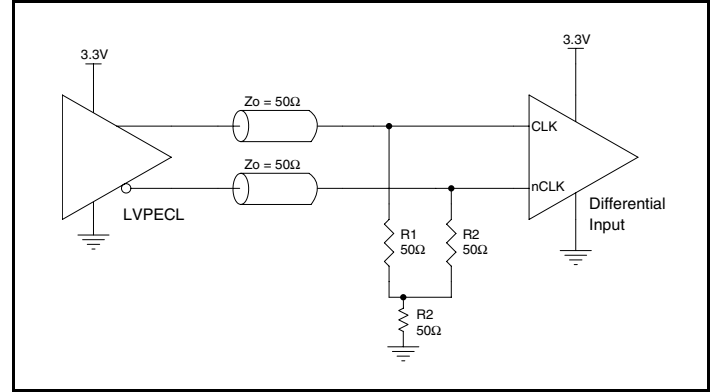 3.3V
3.3V
Zo = 50Ω
CLK
Zo = 50Ω
nCLK
LVPECL
Differential
Input
R1
50Ω
R2
50Ω
R2
50Ω